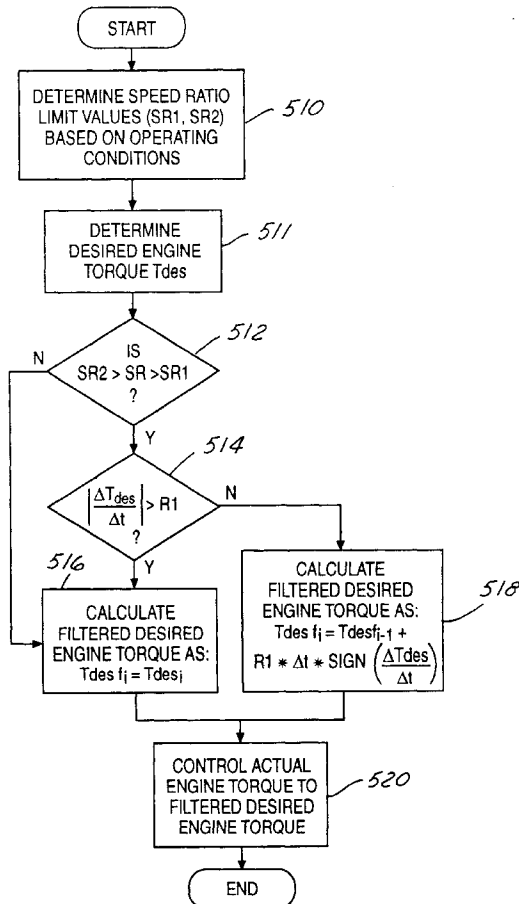 START
DETERMINE SPEED RATIO
LIMIT VALUES (SR1, SR2)
BASED ON OPERATING
CONDITIONS
510
DETERMINE
DESIRED ENGINE
TORQUE Tdes
511
IS
SR2 > SR >SR1
?
512
N
Y
|ΔTdes/Δt| > R1
?
514
N
Y
516
CALCULATE
FILTERED DESIRED
ENGINE TORQUE AS:
Tdes fi = Tdesi
CALCULATE
FILTERED DESIRED
ENGINE TORQUE AS:
Tdes fi = Tdesfi-1 +
R1 * Δt * SIGN (ΔTdes/Δt)
518
CONTROL ACTUAL
ENGINE TORQUE TO
FILTERED DESIRED
ENGINE TORQUE
520
END